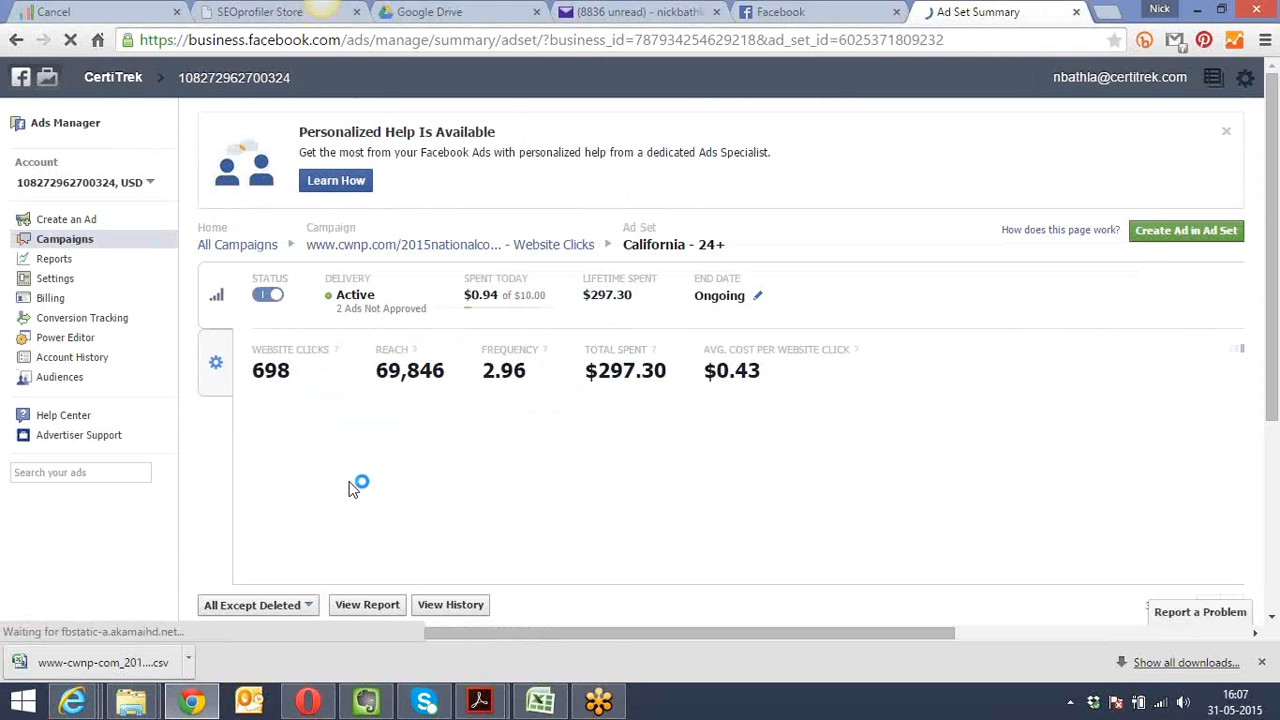 Cancel
SEOprofiler Store
Google Drive
(8836 unread) - nickbathl
Facebook
Ad Set Summary
Nick
https://business.facebook.com/ads/manage/summary/adset/?business_id=787934254629218&ad_set_id=6025371809232
CertiTrek
108272962700324
nbathla@certitrek.com
Ads Manager
Personalized Help Is Available
Get the most from your Facebook Ads with personalized help from a dedicated Ads Specialist.
Learn How
Account
108272962700324, USD
Create an Ad
Campaigns
Reports
Settings
Billing
Conversion Tracking
Power Editor
Account History
Audiences
Help Center
Advertiser Support
Search your ads
Home
Campaign
Ad Set
All Campaigns
www.cwnp.com/2015nationalco... - Website Clicks
California - 24+
How does this page work?
Create Ad in Ad Set
STATUS
DELIVERY
SPENT TODAY
LIFETIME SPENT
END DATE
Active
$0.94 of $10.00
$297.30
Ongoing
2 Ads Not Approved
WEBSITE CLICKS ?
REACH ?
FREQUENCY ?
TOTAL SPENT ?
AVG. COST PER WEBSITE CLICK ?
698
69,846
2.96
$297.30
$0.43
All Except Deleted
View Report
View History
Report a Problem
Waiting for fbstatic-a.akamaihd.net...
www-cwnp-com_201....csv
Show all downloads...
16:07
31-05-2015